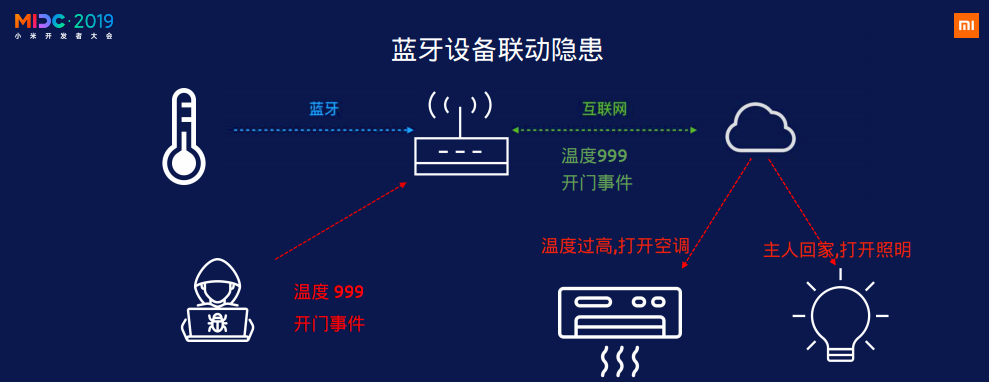 MIDC·2019
小米开发者大会
蓝牙设备联动隐患
蓝牙
互联网
温度999
开门事件
温度过高,打开空调
主人回家,打开照明
温度 999
开门事件